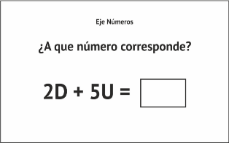 Eje Números
¿A que número corresponde?
2D + 5U =